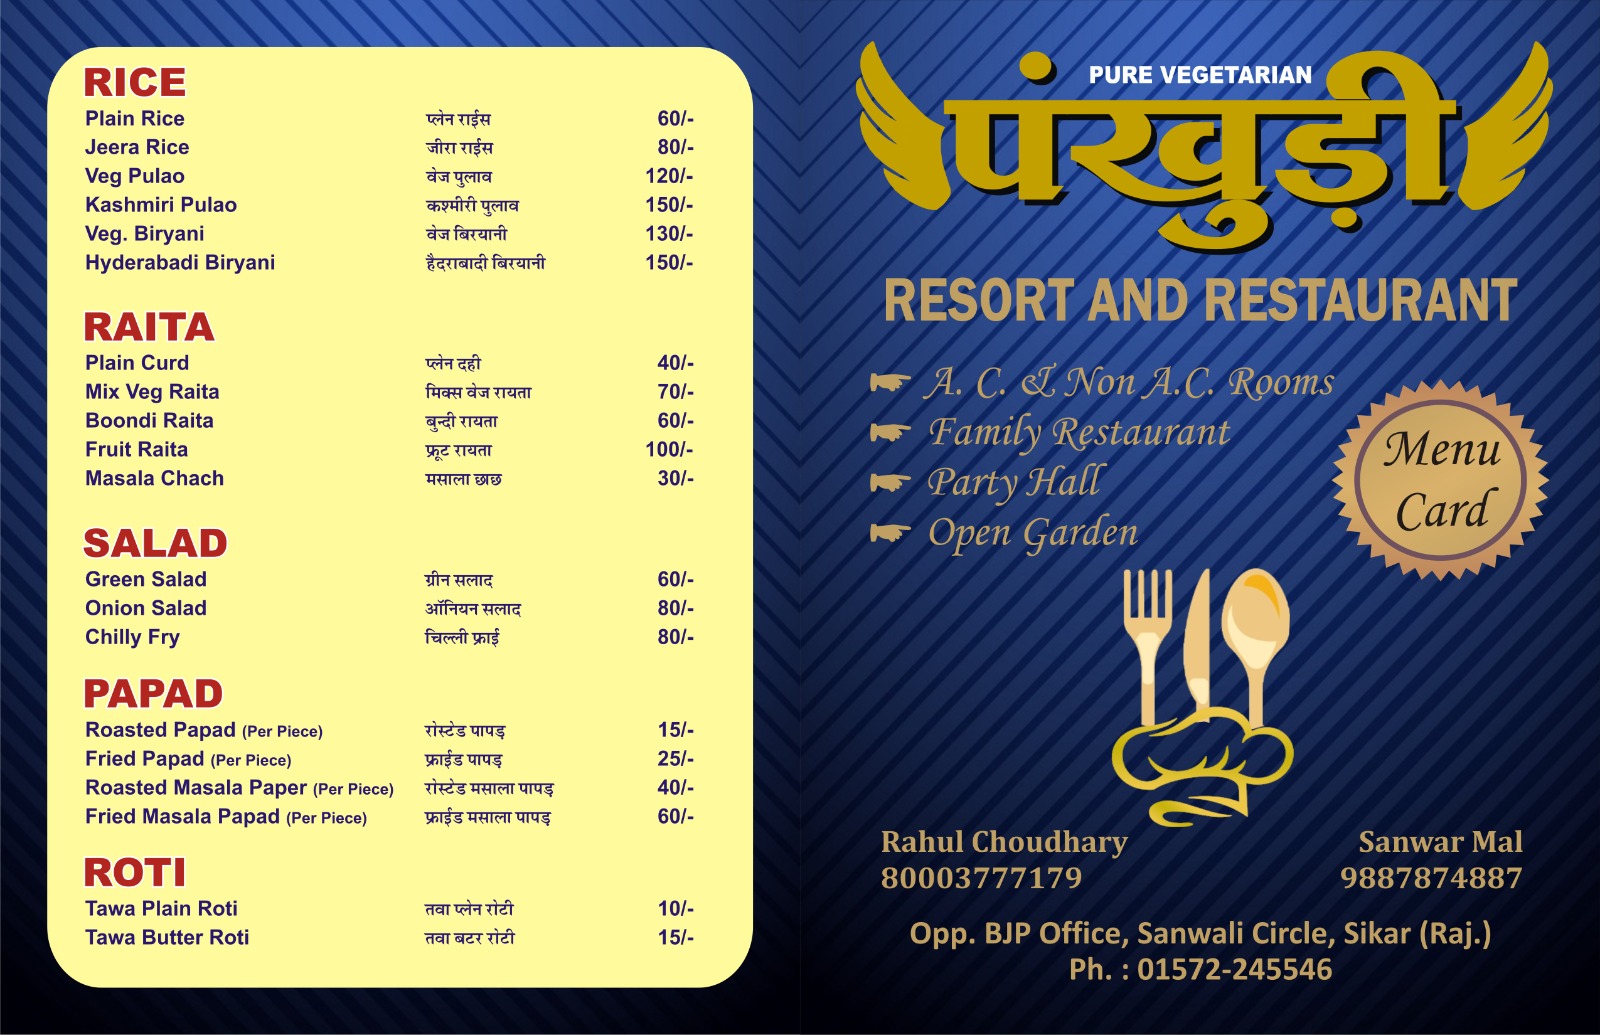 RICE
Plain Rice प्लेन राईस 60/-
Jeera Rice जीरा राईस 80/-
Veg Pulao वेज पुलाव 120/-
Kashmiri Pulao कश्मीरी पुलाव 150/-
Veg. Biryani वेज बिरयानी 130/-
Hyderabadi Biryani हैदराबादी बिरयानी 150/-
RAITA
Plain Curd प्लेन दही 40/-
Mix Veg Raita मिक्स वेज रायता 70/-
Boondi Raita बुन्दी रायता 60/-
Fruit Raita फ्रूट रायता 100/-
Masala Chach मसाला छाछ 30/-
SALAD
Green Salad ग्रीन सलाद 60/-
Onion Salad ऑनियन सलाद 80/-
Chilly Fry चिल्ली फ्राई 80/-
PAPAD
Roasted Papad (Per Piece) रोस्टेड पापड़ 15/-
Fried Papad (Per Piece) फ्राईड पापड़ 25/-
Roasted Masala Paper (Per Piece) रोस्टेड मसाला पापड़ 40/-
Fried Masala Papad (Per Piece) फ्राईड मसाला पापड़ 60/-
ROTI
Tawa Plain Roti तवा प्लेन रोटी 10/-
Tawa Butter Roti तवा बटर रोटी 15/-
PURE VEGETARIAN
पंखुड़ी
RESORT AND RESTAURANT
A. C. & Non A.C. Rooms
Family Restaurant
Party Hall
Open Garden
Menu
Card
Rahul Choudhary Sanwar Mal
80003777179 9887874887
Opp. BJP Office, Sanwali Circle, Sikar (Raj.)
Ph. : 01572-245546